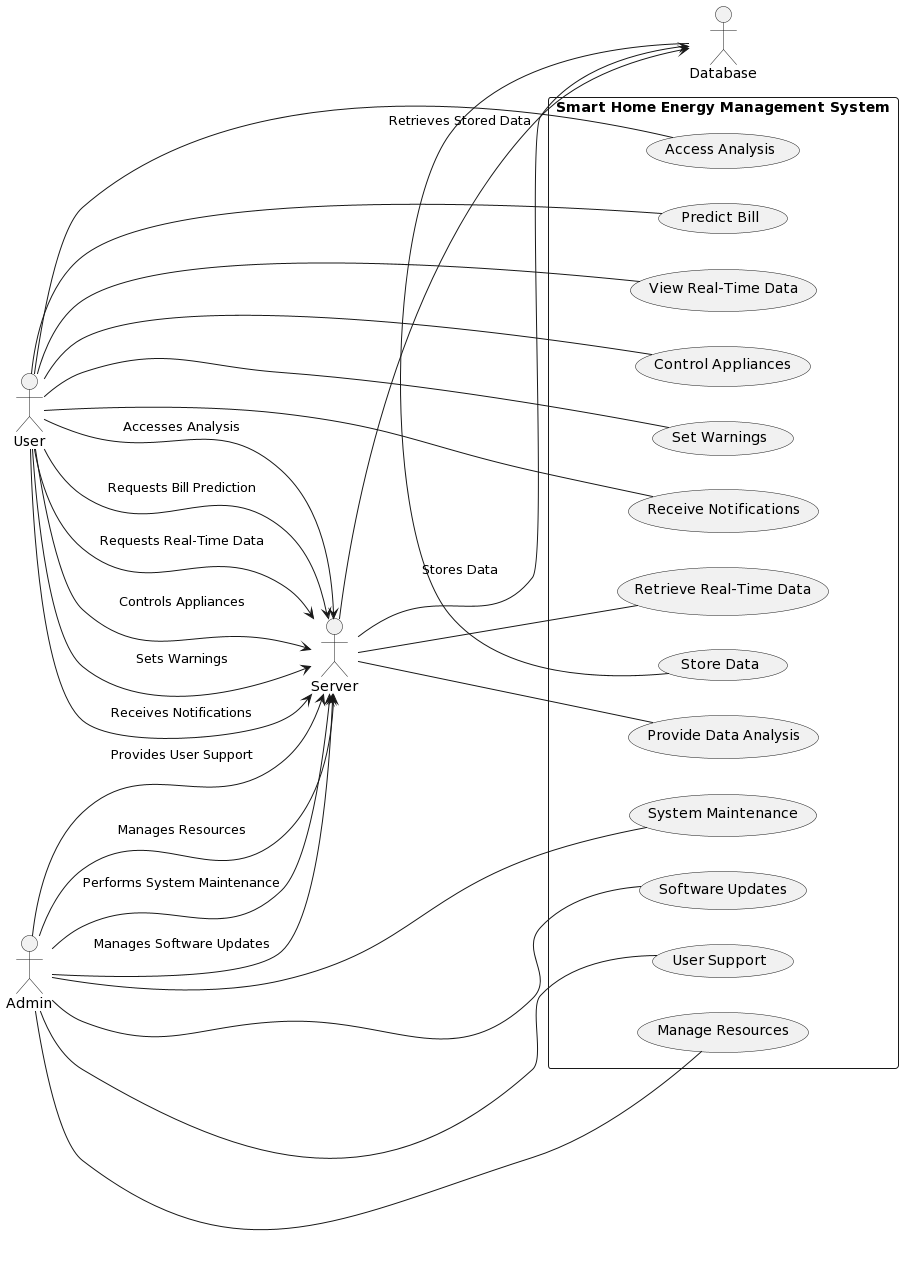 Database
Smart Home Energy Management System
Retrieves Stored Data
Access Analysis
Predict Bill
View Real-Time Data
Control Appliances
Set Warnings
User
Accesses Analysis
Requests Bill Prediction
Receive Notifications
Requests Real-Time Data
Stores Data
Retrieve Real-Time Data
Controls Appliances
Sets Warnings
Store Data
Server
Receives Notifications
Provide Data Analysis
Provides User Support
System Maintenance
Manages Resources
Performs System Maintenance
Software Updates
Manages Software Updates
User Support
Admin
Manage Resources